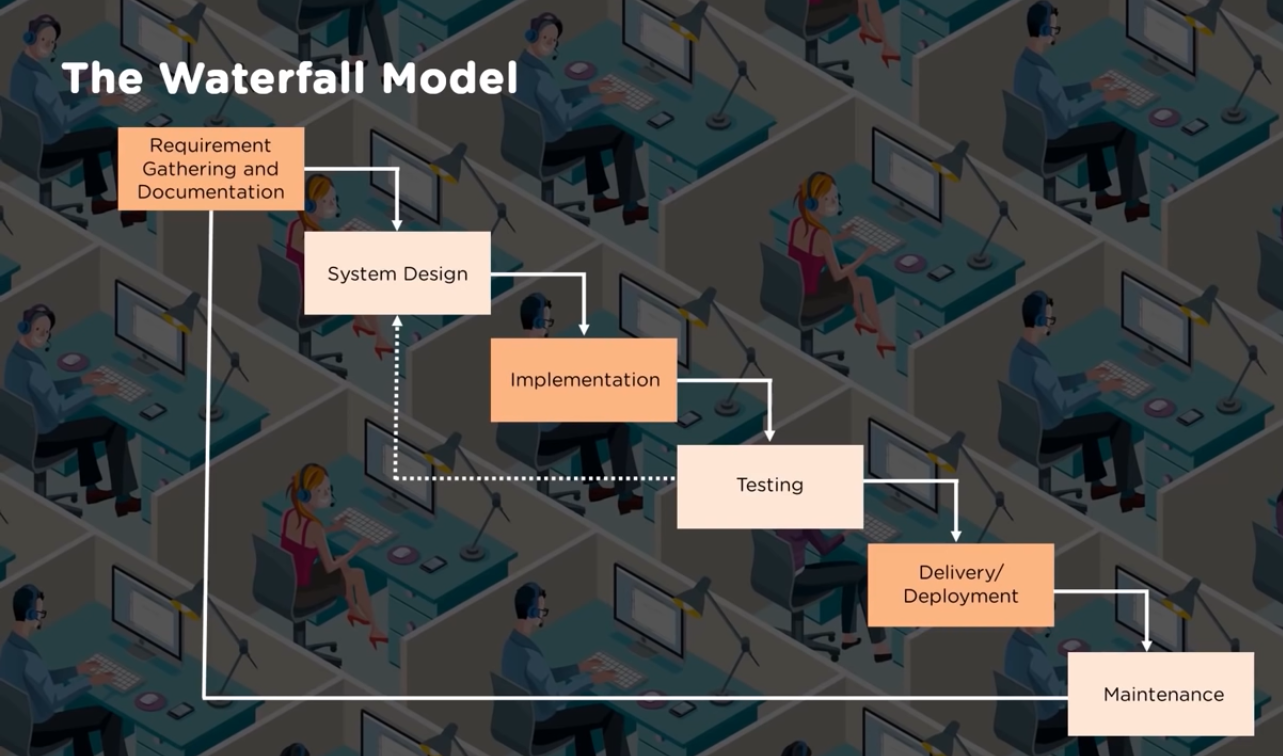 The Waterfall Model
Requirement
Gathering and
Documentation
System Design
Implementation
Testing
Delivery/
Deployment
Maintenance